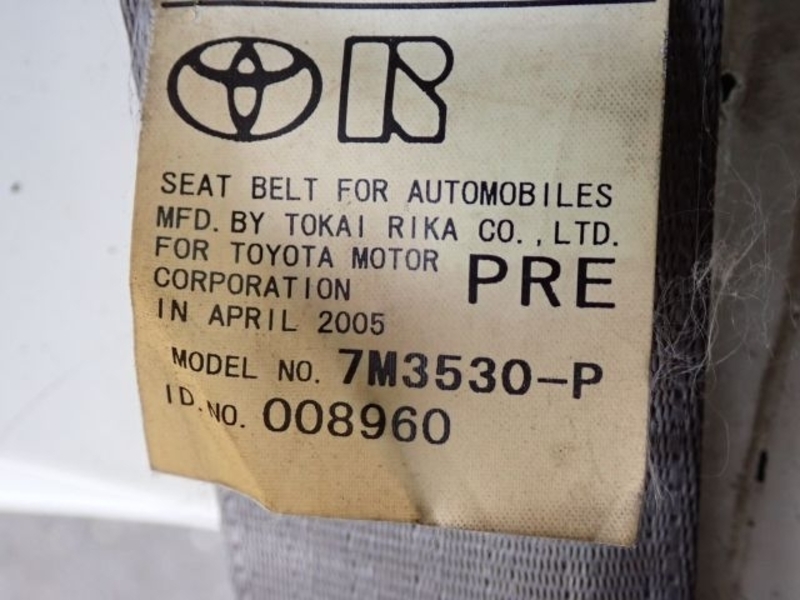 SEAT BELT FOR AUTOMOBILES
MFD. BY TOKAI RIKA CO., LTD.
FOR TOYOTA MOTOR
CORPORATION PRE
IN APRIL 2005
MODEL NO. 7M3530-P
ID. NO. 008960